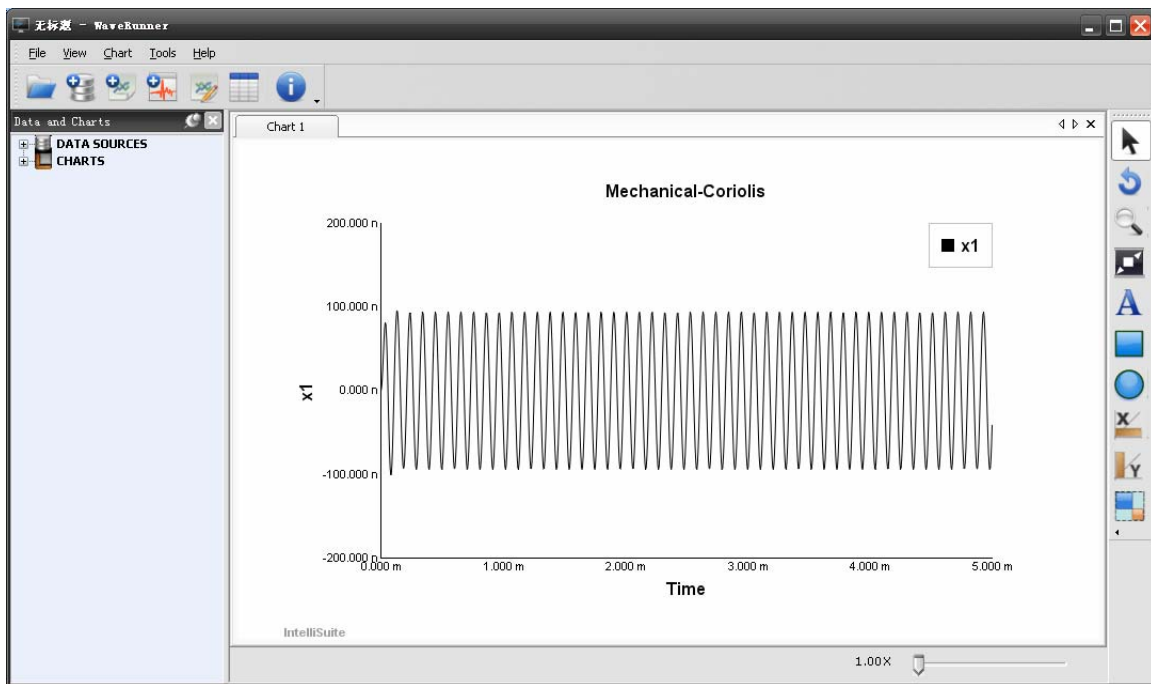 无标题 - WaveRunner
File View Chart Tools Help
Data and Charts
DATA SOURCES
CHARTS
Chart 1
Mechanical-Coriolis
x1
200.000 n
100.000 n
0.000 n
-100.000 n
-200.000 n
x1
0.000 m 1.000 m 2.000 m 3.000 m 4.000 m 5.000 m
Time
IntelliSuite
1.00X
A
X
Y